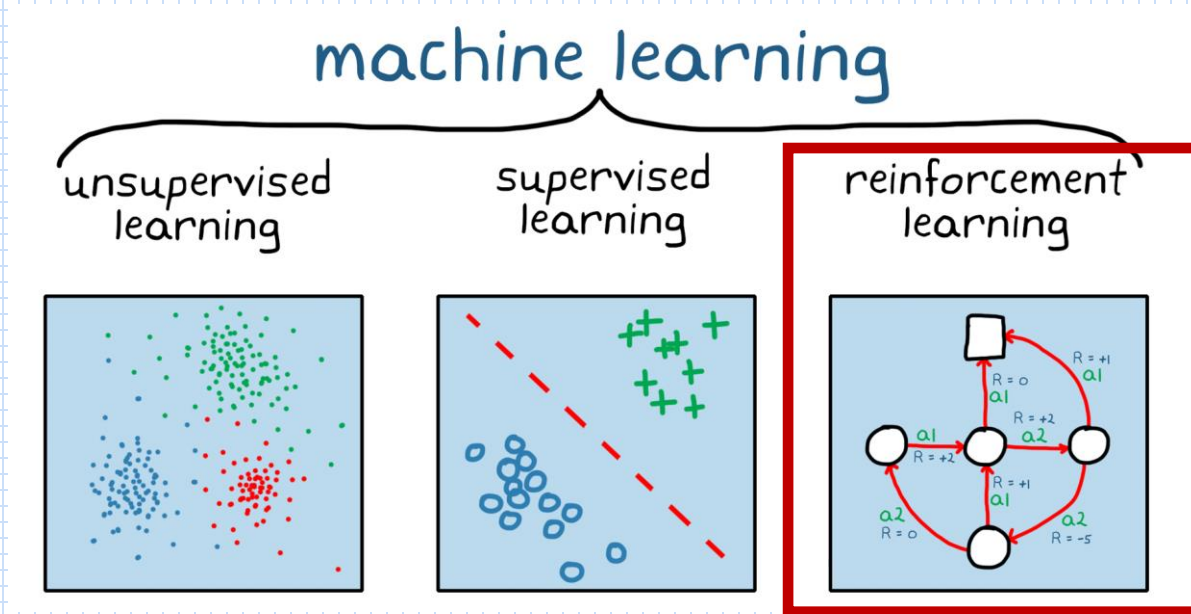 machine learning
unsupervised
learning
supervised
learning
reinforcement
learning
R = +1
a1
R = 0
a1
R = +2
a1
a2
R = +2
R = +1
a1
a2
R = 0
a2
R = -5